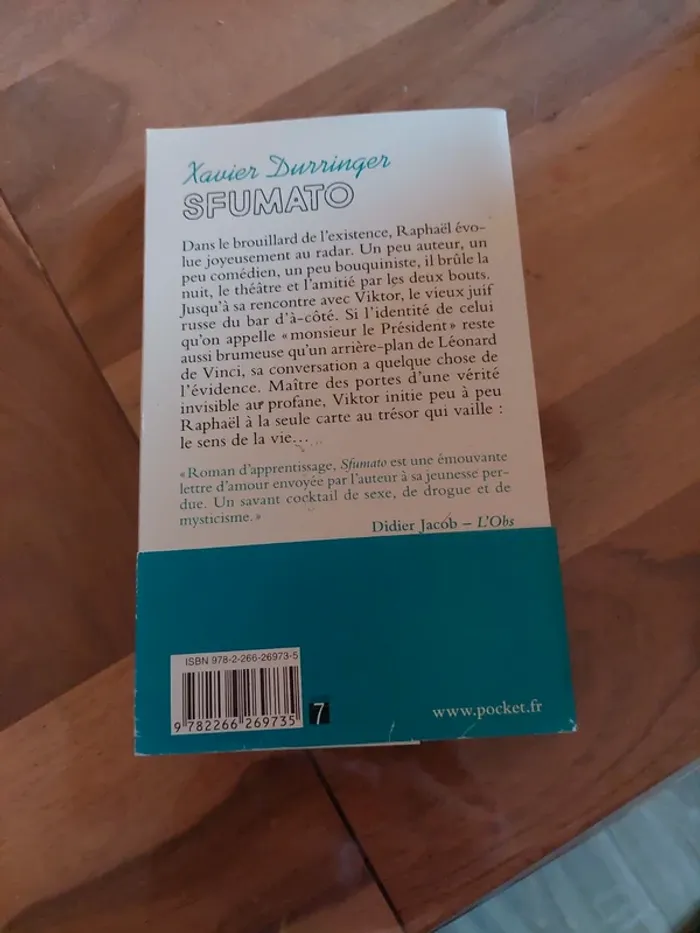 Xavier Durringer
SFUMATO
Dans le brouillard de l'existence, Raphaël évo-
lue joyeusement au radar. Un peu auteur, un
peu comédien, un peu bouquiniste, il brûle la
nuit, le théâtre et l'amitié par les deux bouts.
Jusqu'à sa rencontre avec Viktor, le vieux juif
russe du bar d'à-côté. Si l'identité de celui
qu'on appelle « monsieur le Président » reste
aussi brumeuse qu'un arrière-plan de Léonard
de Vinci, sa conversation a quelque chose de
l'évidence. Maître des portes d'une vérité
invisible au profane, Viktor initie peu à peu
Raphaël à la seule carte au trésor qui vaille :
le sens de la vie…
« Roman d'apprentissage, Sfumato est une émouvante
lettre d'amour envoyée par l'auteur à sa jeunesse per-
due. Un savant cocktail de sexe, de drogue et de
mysticisme. »
Didier Jacob – L'Obs
ISBN 978-2-266-26973-5
9 782266 269735
7
www.pocket.fr